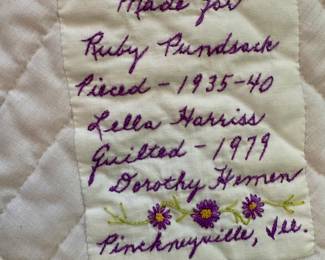 Made for
Ruby Pundsack
Pieced - 1935-40
Lella Harriss
Quilted - 1979
Dorothy Hemen
Pinckneyville, Ill.